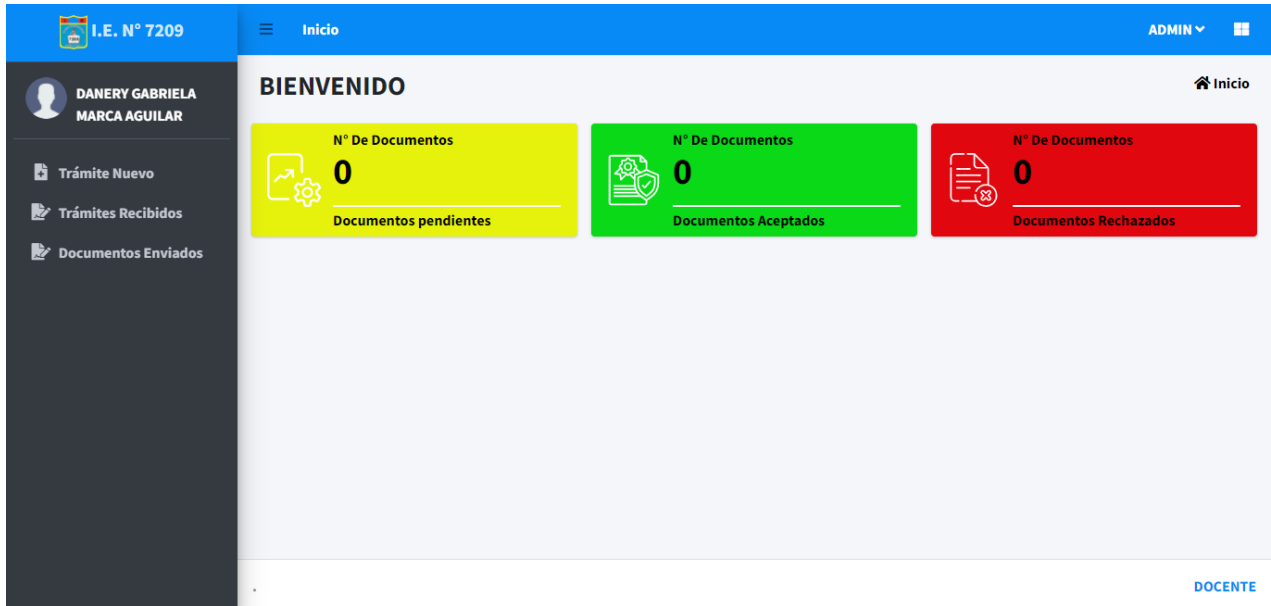 I.E. N° 7209
Inicio
ADMIN
DANERY GABRIELA
MARCA AGUILAR
Trámite Nuevo
Trámites Recibidos
Documentos Enviados
BIENVENIDO
Inicio
N° De Documentos
0
Documentos pendientes
N° De Documentos
0
Documentos Aceptados
N° De Documentos
0
Documentos Rechazados
.
DOCENTE